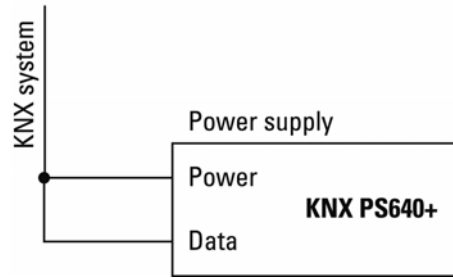 KNX system
Power supply
Power
KNX PS640+
Data